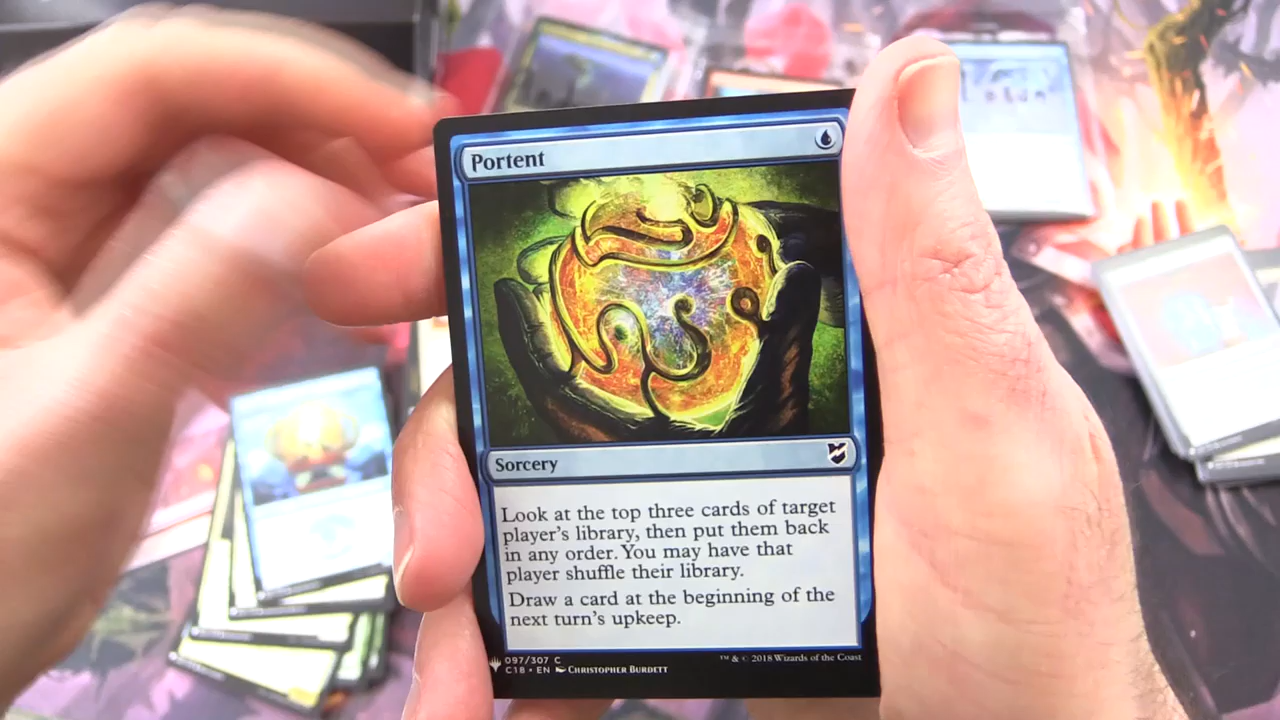 Portent
Sorcery
Look at the top three cards of target
player's library, then put them back
in any order. You may have that
player shuffle their library.
Draw a card at the beginning of the
next turn's upkeep.
097/307 C
C18 • EN Christopher Burdett
™ & © 2018 Wizards of the Coast